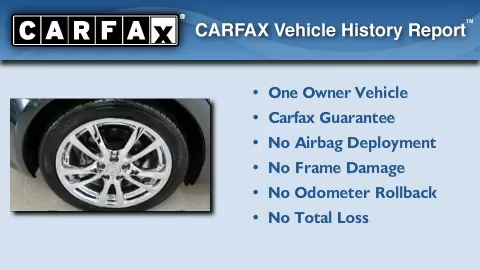 CARFAX® CARFAX Vehicle History Report™
• One Owner Vehicle
• Carfax Guarantee
• No Airbag Deployment
• No Frame Damage
• No Odometer Rollback
• No Total Loss